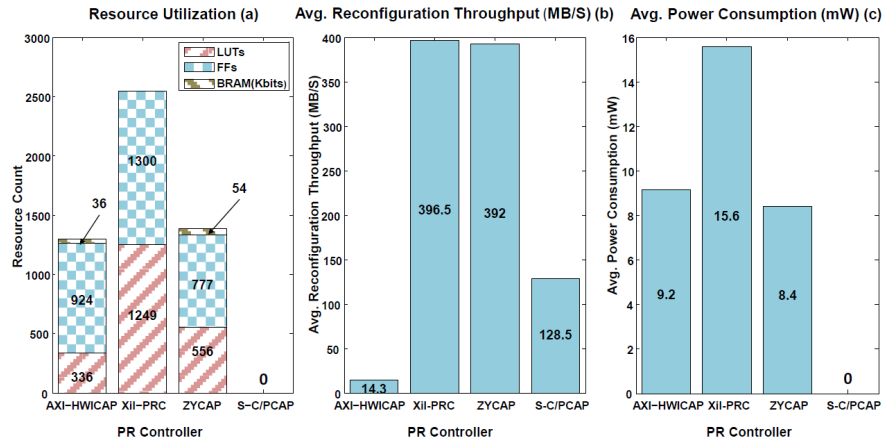 Resource Utilization (a)
3000
2500
2000
1500
1000
500
0
Resource Count
LUTs
FFs
BRAM(Kbits)
36
924
336
1300
1249
54
777
556
0
AXI−HWICAP Xil−PRC ZYCAP S−C/PCAP
PR Controller
Avg. Reconfiguration Throughput (MB/S) (b)
400
350
300
250
200
150
100
50
0
Avg. Reconfiguration Throughput (MB/S)
14.3
396.5
392
128.5
AXI−HWICAP Xil-PRC ZYCAP S-C/PCAP
PR Controller
Avg. Power Consumption (mW) (c)
16
14
12
10
8
6
4
2
0
Avg. Power Consumption (mW)
9.2
15.6
8.4
0
AXI−HWICAP Xil−PRC ZYCAP S−C/PCAP
PR Controller